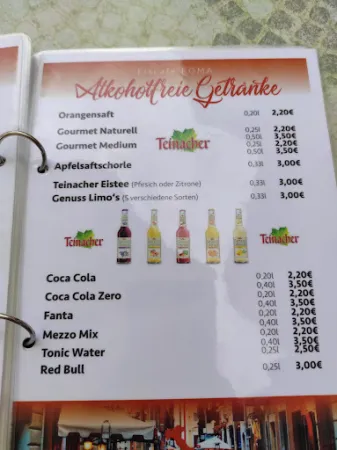 Eiscafe ROMA
Alkoholfreie Getränke
Orangensaft 0,20l 2,20€
Gourmet Naturell 0,25l 2,20€
0,50l 3,50€
Gourmet Medium 0,25l 2,20€
0,50l 3,50€
Teinacher
Apfelsaftschorle 0,33l 3,00€
Teinacher Eistee (Pfirsich oder Zitrone) 0,33l 3,00€
Genuss Limo's (5 verschiedene Sorten) 0,33l 3,00€
Teinacher Teinacher
Coca Cola 0,20l 2,20€
0,40l 3,50€
Coca Cola Zero 0,20l 2,20€
0,40l 3,50€
Fanta 0,20l 2,20€
0,40l 3,50€
Mezzo Mix 0,20l 2,20€
0,40l 3,50€
Tonic Water 0,25l 2,50€
Red Bull 0,25l 3,00€